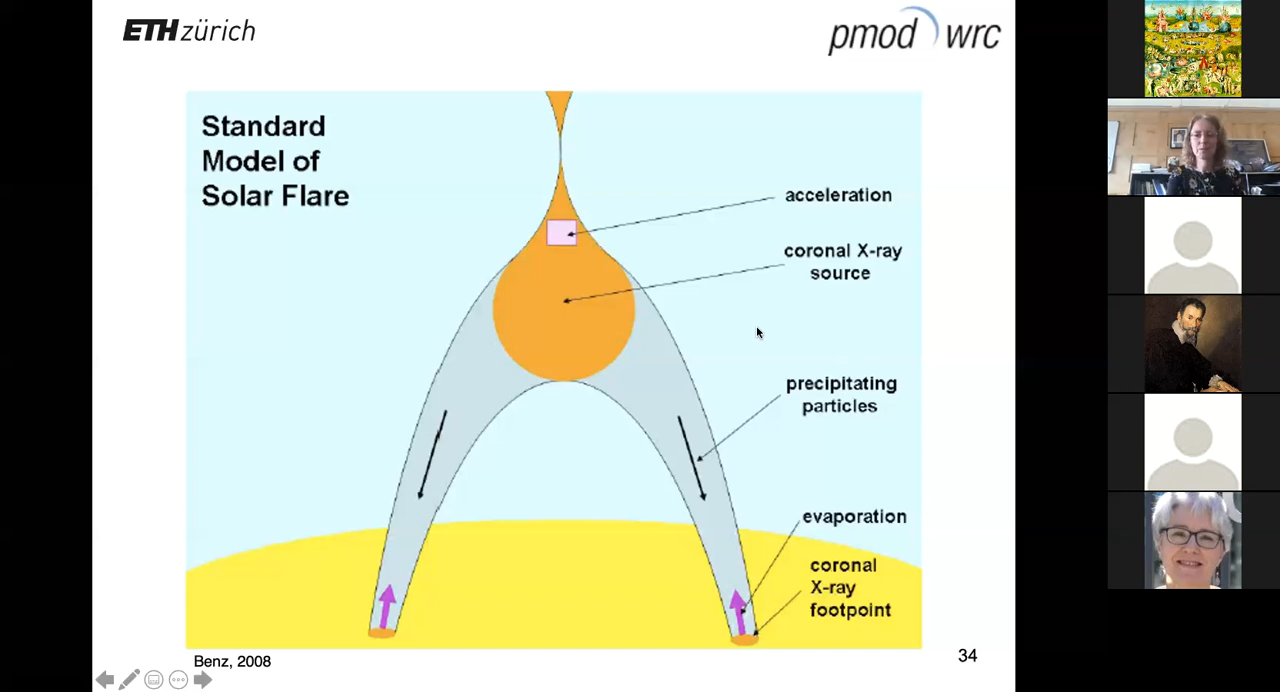 ETH zürich
pmod wrc
Standard
Model of
Solar Flare
acceleration
coronal X-ray
source
precipitating
particles
evaporation
coronal
X-ray
footpoint
Benz, 2008
34